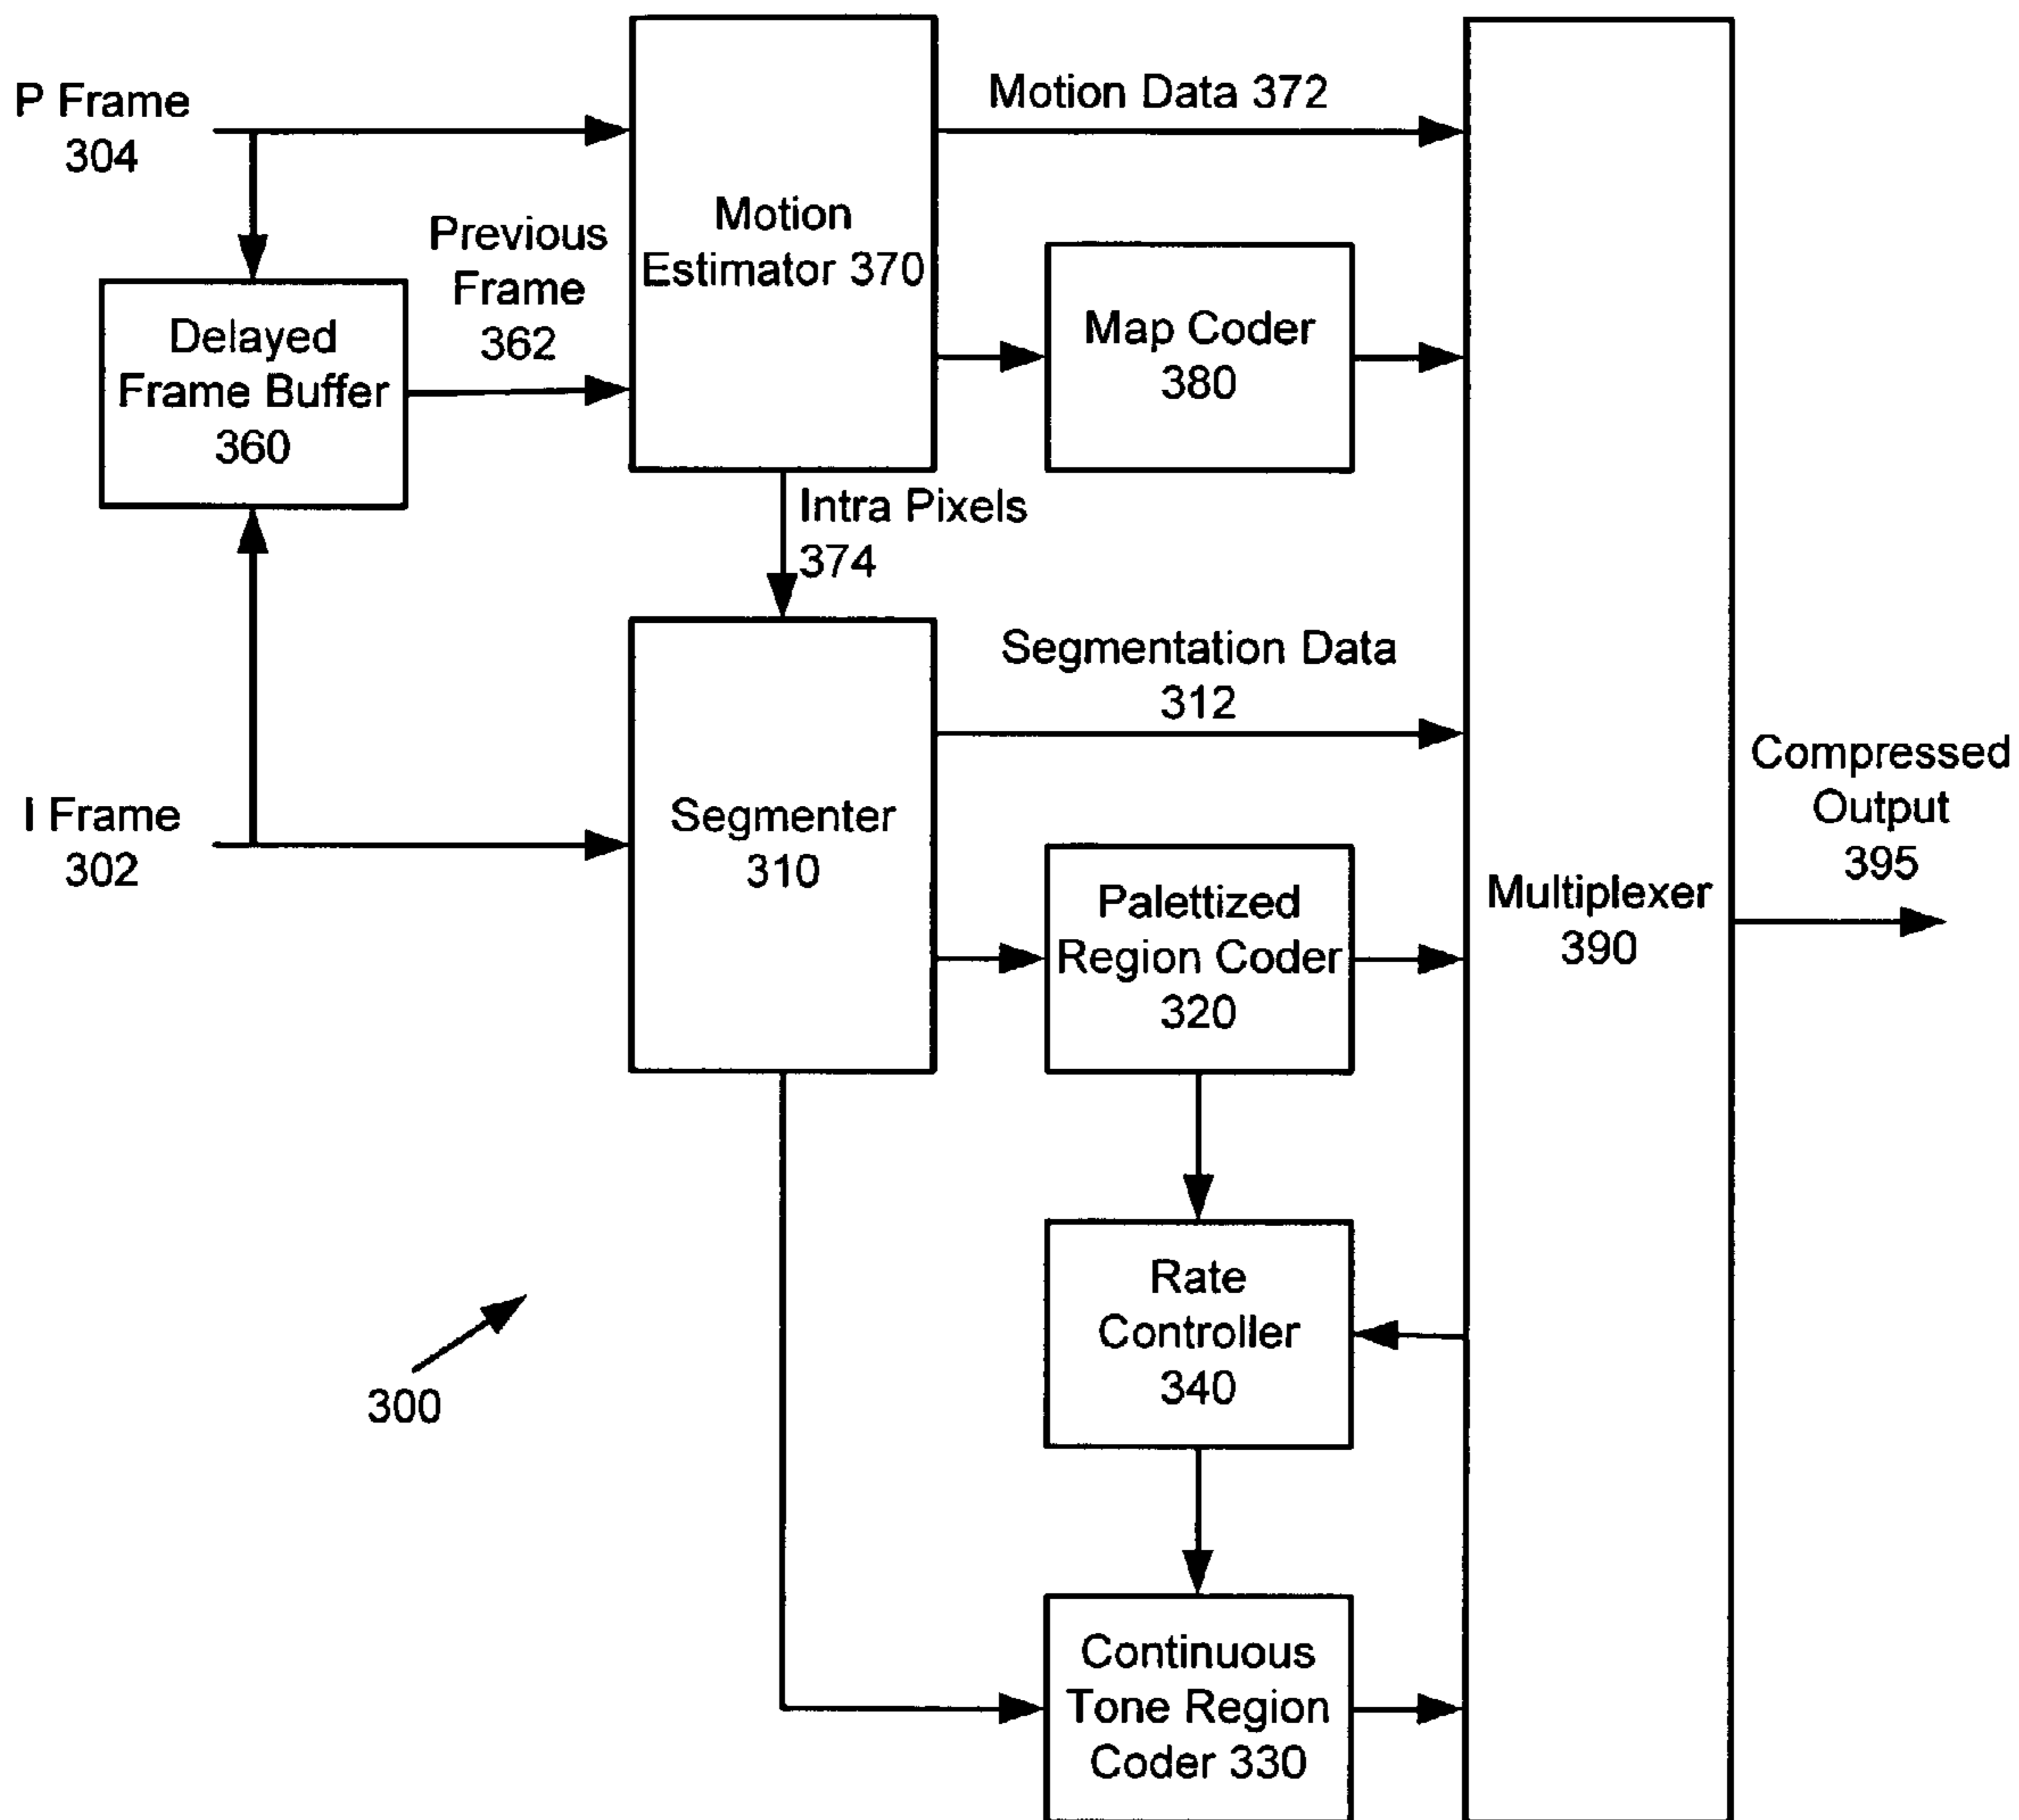 P Frame
304
Motion Data 372
Previous
Frame
362
Motion
Estimator 370
Delayed
Frame Buffer
360
Map Coder
380
Intra Pixels
374
Segmentation Data
312
I Frame
302
Segmenter
310
Palettized
Region Coder
320
Multiplexer
390
Compressed
Output
395
Rate
Controller
340
300
Continuous
Tone Region
Coder 330